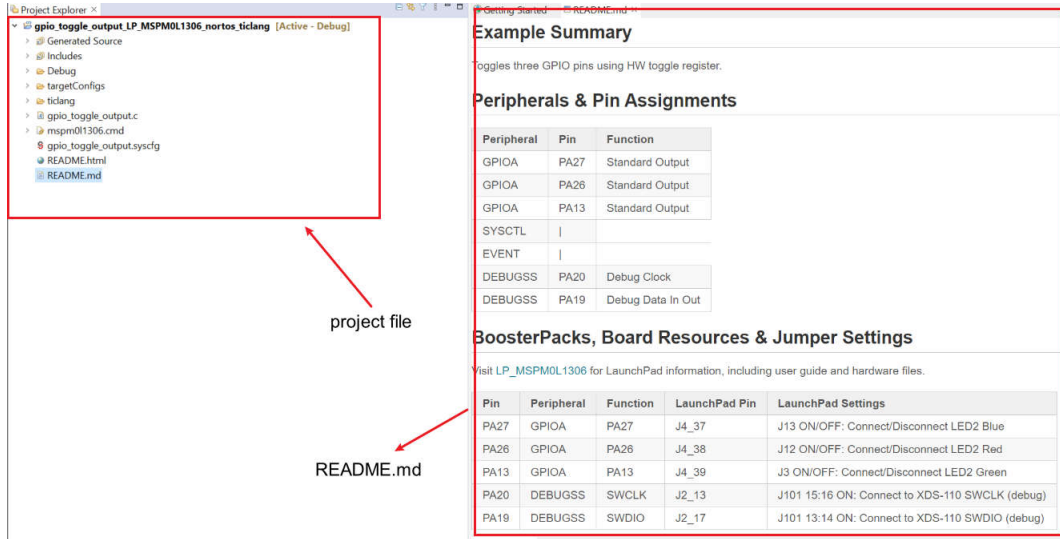 Project Explorer ×
gpio_toggle_output_LP_MSPM0L1306_nortos_ticlang [Active - Debug]
Generated Source
Includes
Debug
targetConfigs
ticlang
gpio_toggle_output.c
mspm0l1306.cmd
gpio_toggle_output.syscfg
README.html
README.md
project file
README.md
Getting Started README.md ×
Example Summary
Toggles three GPIO pins using HW toggle register.
Peripherals & Pin Assignments
Peripheral Pin Function
GPIOA PA27 Standard Output
GPIOA PA26 Standard Output
GPIOA PA13 Standard Output
SYSCTL |
EVENT |
DEBUGSS PA20 Debug Clock
DEBUGSS PA19 Debug Data In Out
BoosterPacks, Board Resources & Jumper Settings
Visit LP_MSPM0L1306 for LaunchPad information, including user guide and hardware files.
Pin Peripheral Function LaunchPad Pin LaunchPad Settings
PA27 GPIOA PA27 J4_37 J13 ON/OFF: Connect/Disconnect LED2 Blue
PA26 GPIOA PA26 J4_38 J12 ON/OFF: Connect/Disconnect LED2 Red
PA13 GPIOA PA13 J4_39 J3 ON/OFF: Connect/Disconnect LED2 Green
PA20 DEBUGSS SWCLK J2_13 J101 15:16 ON: Connect to XDS-110 SWCLK (debug)
PA19 DEBUGSS SWDIO J2_17 J101 13:14 ON: Connect to XDS-110 SWDIO (debug)